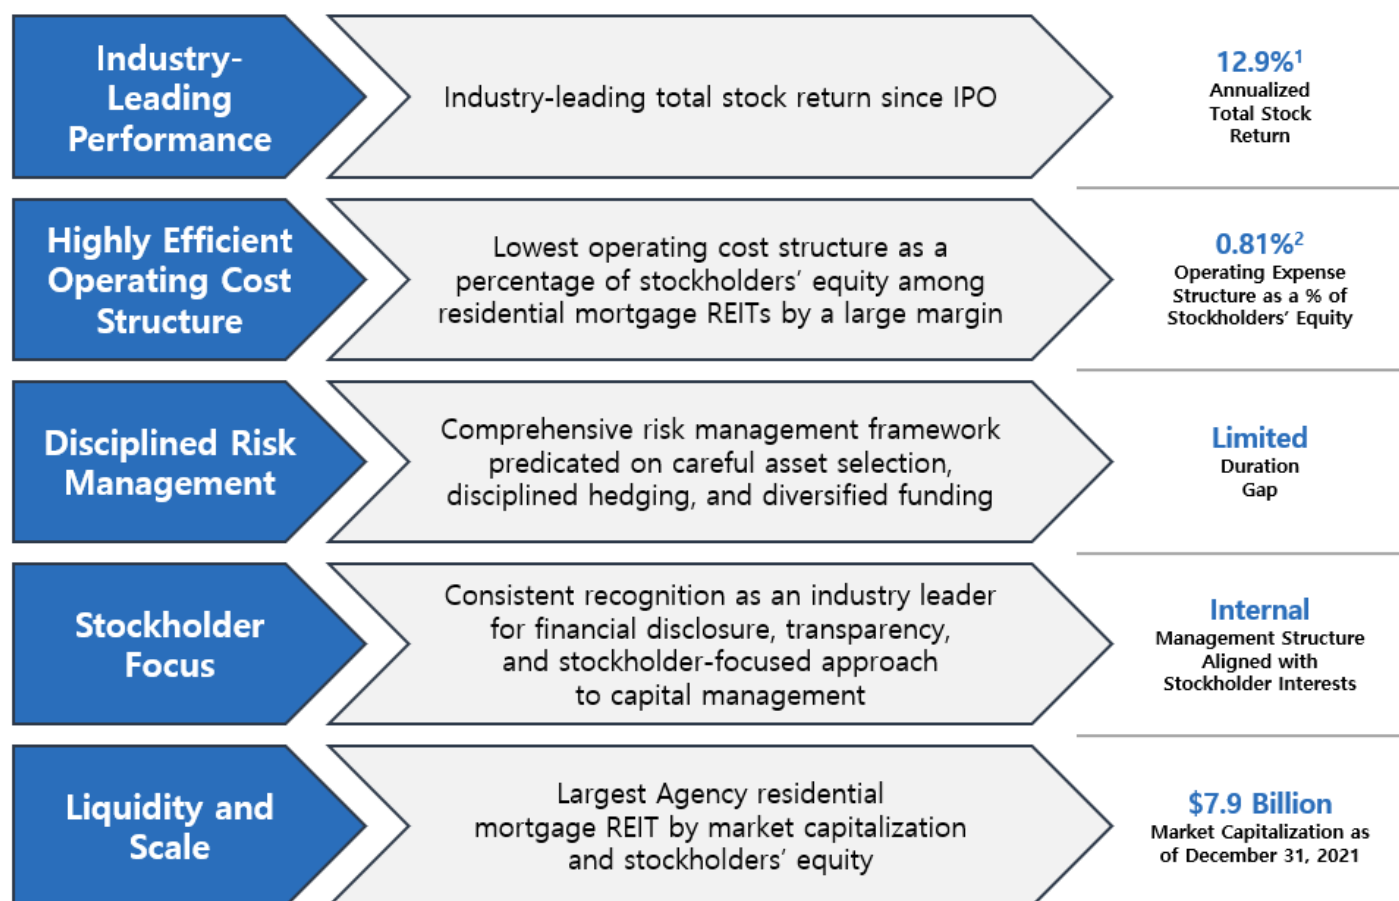 Industry-
Leading
Performance
Industry-leading total stock return since IPO
12.9%¹
Annualized
Total Stock
Return
Highly Efficient
Operating Cost
Structure
Lowest operating cost structure as a
percentage of stockholders’ equity among
residential mortgage REITs by a large margin
0.81%²
Operating Expense
Structure as a % of
Stockholders’ Equity
Disciplined Risk
Management
Comprehensive risk management framework
predicated on careful asset selection,
disciplined hedging, and diversified funding
Limited
Duration
Gap
Stockholder
Focus
Consistent recognition as an industry leader
for financial disclosure, transparency,
and stockholder-focused approach
to capital management
Internal
Management Structure
Aligned with
Stockholder Interests
Liquidity and
Scale
Largest Agency residential
mortgage REIT by market capitalization
and stockholders’ equity
$7.9 Billion
Market Capitalization as
of December 31, 2021